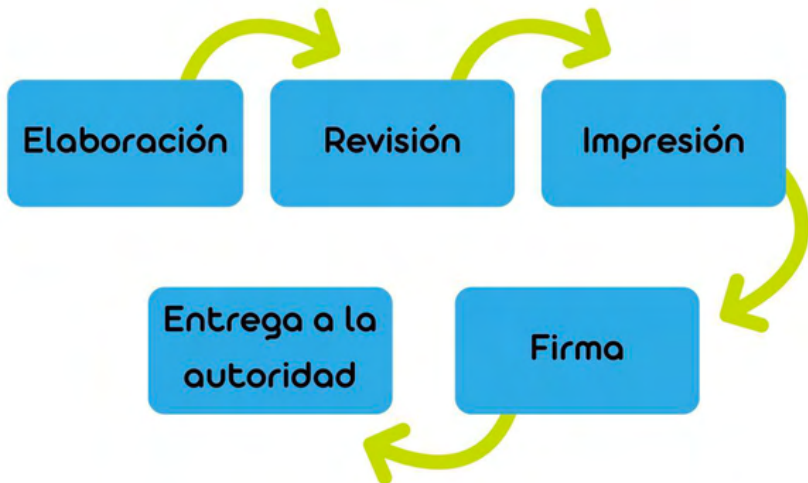 Elaboración
Revisión
Impresión
Firma
Entrega a la
autoridad